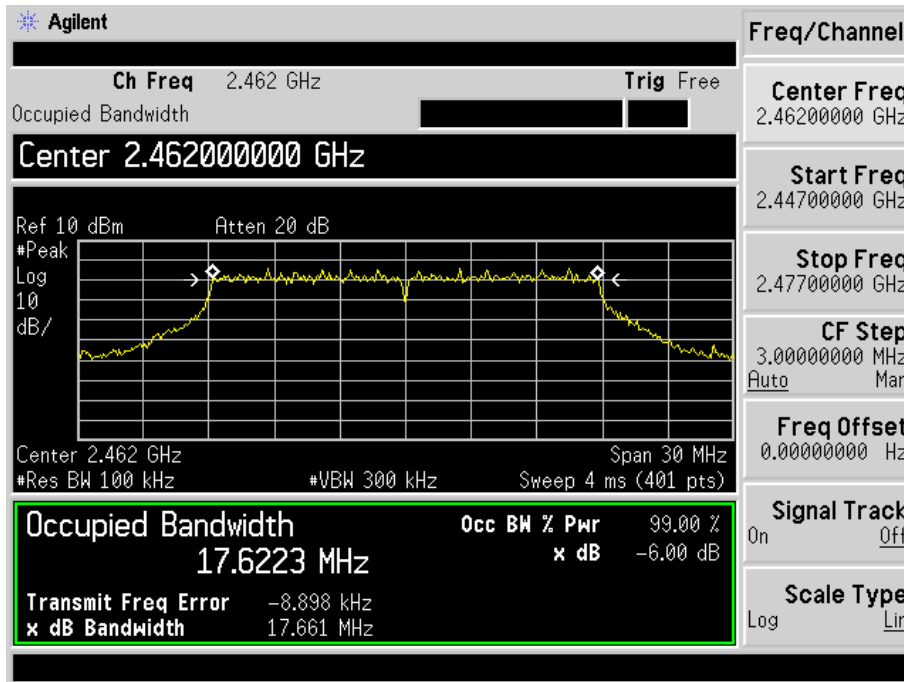 Agilent
Freq/Channel
Ch Freq 2.462 GHz Trig Free
Occupied Bandwidth
Center 2.462000000 GHz
Ref 10 dBm Atten 20 dB
#Peak
Log
10
dB/
Center 2.462 GHz Span 30 MHz
#Res BW 100 kHz #VBW 300 kHz Sweep 4 ms (401 pts)
Occupied Bandwidth
17.6223 MHz
Occ BW % Pwr 99.00 %
x dB -6.00 dB
Transmit Freq Error -8.898 kHz
x dB Bandwidth 17.661 MHz
Center Freq
2.46200000 GHz
Start Freq
2.44700000 GHz
Stop Freq
2.47700000 GHz
CF Step
3.00000000 MHz
Auto Man
Freq Offset
0.00000000 Hz
Signal Track
On Off
Scale Type
Log Lin